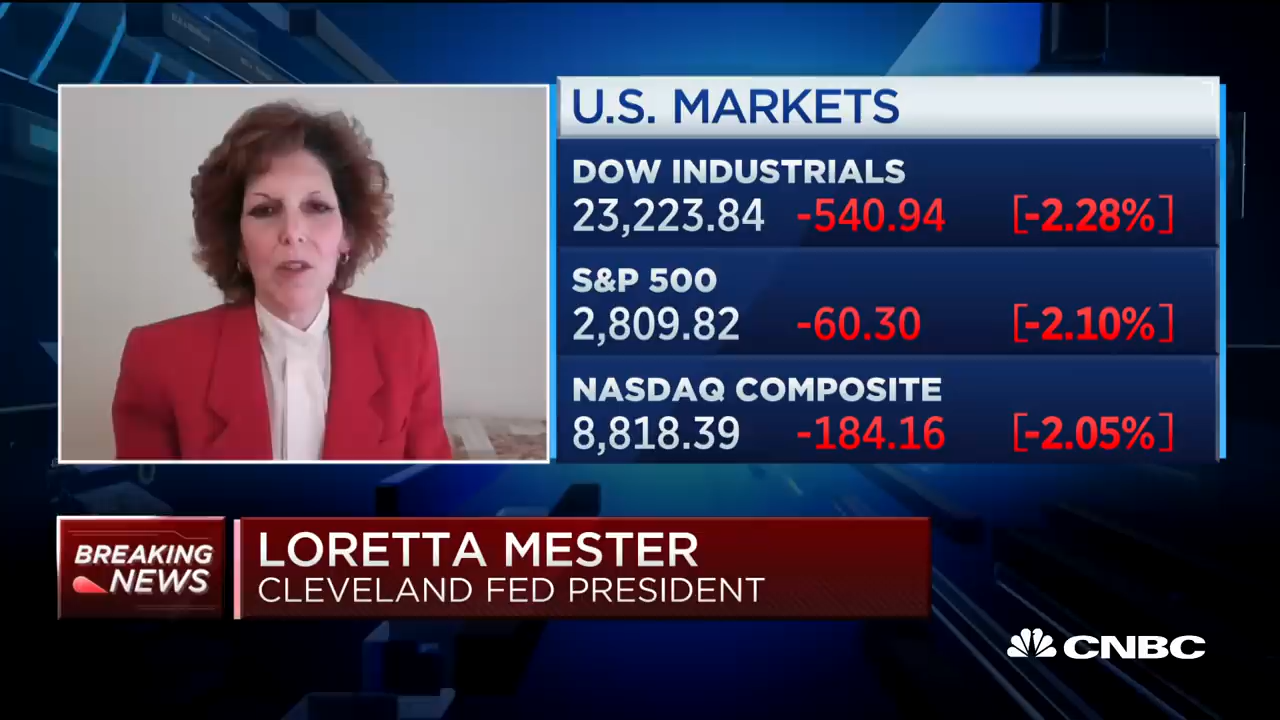 U.S. MARKETS
DOW INDUSTRIALS
23,223.84 -540.94 [-2.28%]
S&P 500
2,809.82 -60.30 [-2.10%]
NASDAQ COMPOSITE
8,818.39 -184.16 [-2.05%]
BREAKING
NEWS
LORETTA MESTER
CLEVELAND FED PRESIDENT
CNBC